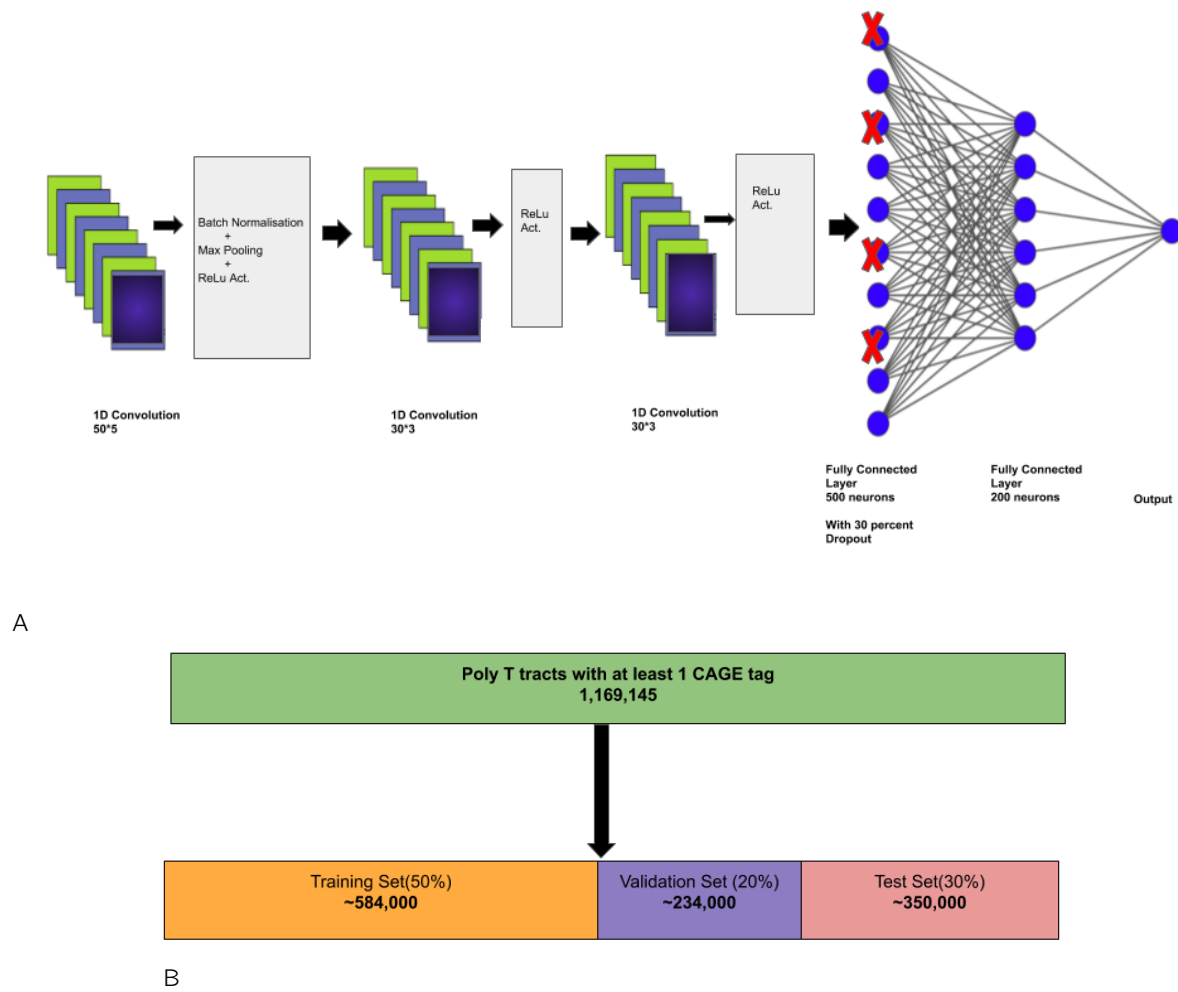 Batch Normalisation
+
Max Pooling
+
ReLu Act.
ReLu
Act.
ReLu
Act.
1D Convolution
50*5
1D Convolution
30*3
1D Convolution
30*3
Fully Connected
Layer
500 neurons
With 30 percent
Dropout
Fully Connected
Layer
200 neurons
Output
A
Poly T tracts with at least 1 CAGE tag
1,169,145
Training Set(50%)
~584,000
Validation Set (20%)
~234,000
Test Set(30%)
~350,000
B